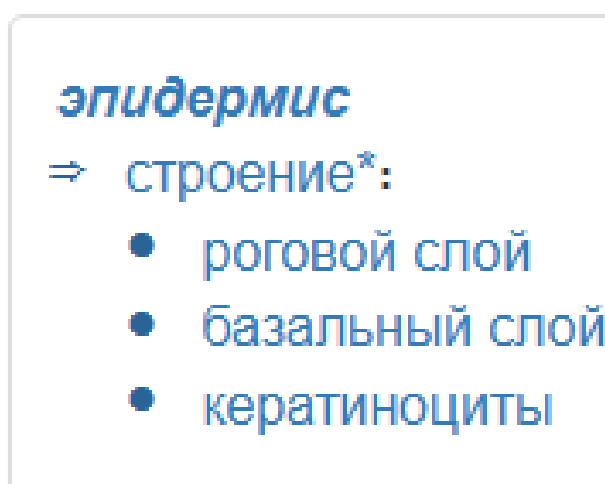 эпидермис
⇒ строение*:
● роговой слой
● базальный слой
● кератиноциты